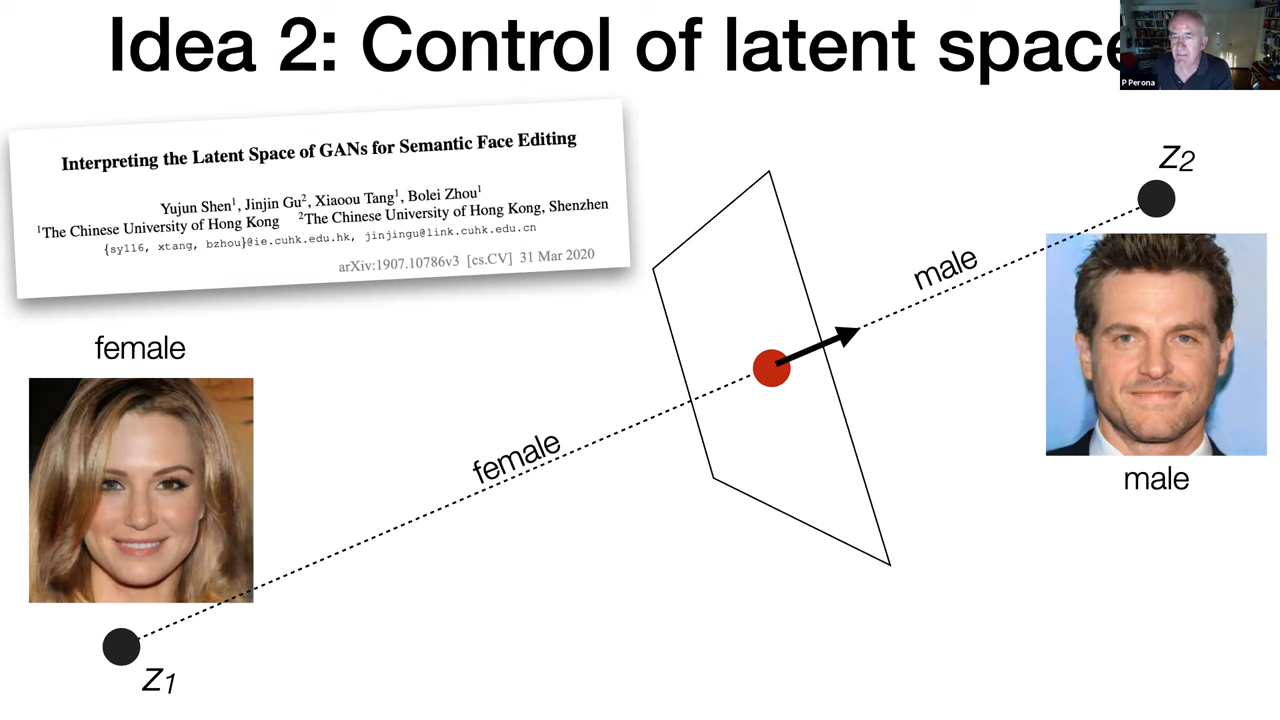 Idea 2: Control of latent space
P Perona
Interpreting the Latent Space of GANs for Semantic Face Editing
Yujun Shen¹, Jinjin Gu², Xiaoou Tang¹, Bolei Zhou¹
¹The Chinese University of Hong Kong ²The Chinese University of Hong Kong, Shenzhen
{sy116, xtang, bzhou}@ie.cuhk.edu.hk, jinjingu@link.cuhk.edu.cn
arXiv:1907.10786v3 [cs.CV] 31 Mar 2020
Z2
male
female
female
male
Z1